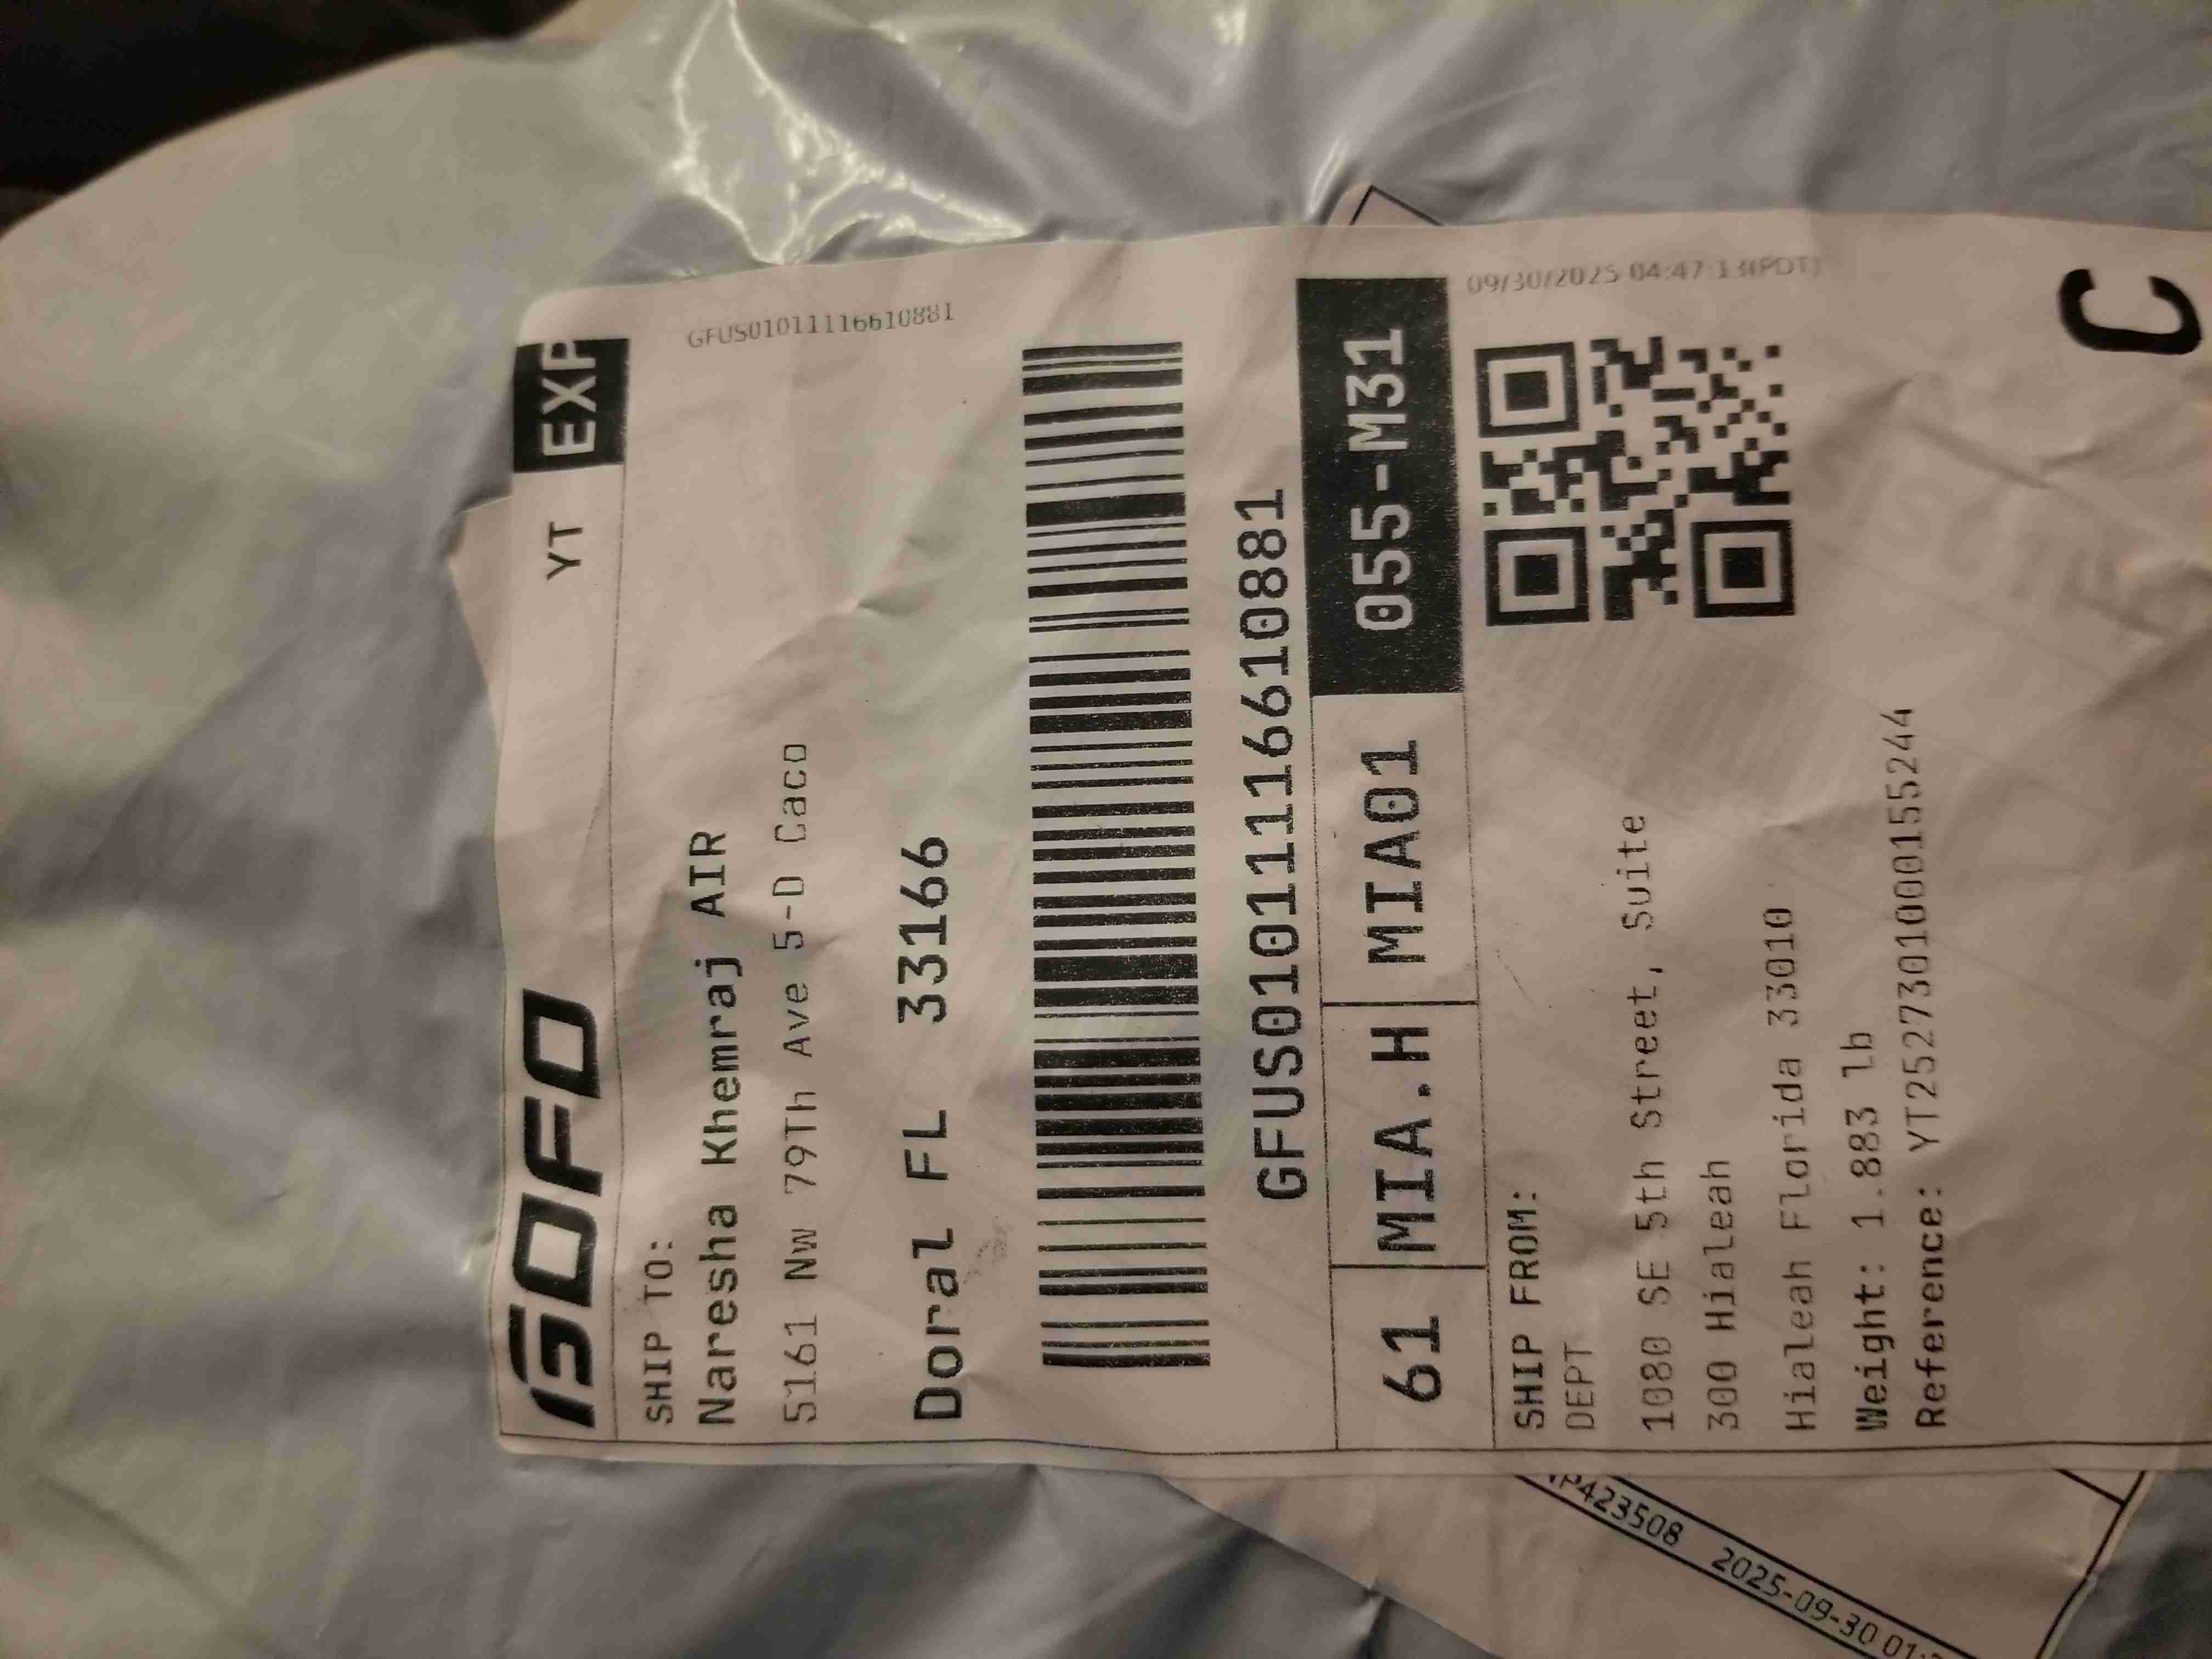 GOFO YT EXP
GFUS01011116610881
SHIP TO:
Naresha Khemraj AIR
5161 Nw 79Th Ave 5-D Caco
Doral FL 33166
GFUS01011116610881
61 MIA.H MIA01 055-M31
09/30/2025 04:47:13(PDT)
SHIP FROM:
DEPT
1080 SE 5th Street, Suite
300 Hialeah
Hialeah Florida 33010
Weight: 1.883 lb
Reference: YT2527301000155244
C
P423508 2025-09-30 01: